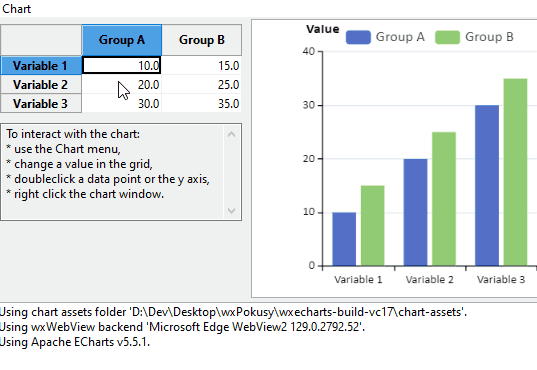 Chart
Group A Group B
Variable 1 10.0 15.0
Variable 2 20.0 25.0
Variable 3 30.0 35.0
To interact with the chart:
* use the Chart menu,
* change a value in the grid,
* doubleclick a data point or the y axis,
* right click the chart window.
Value
Group A Group B
40
30
20
10
0
Variable 1 Variable 2 Variable 3
Using chart assets folder 'D:\Dev\Desktop\wxPokusy\wxecharts-build-vc17\chart-assets'.
Using wxWebView backend 'Microsoft Edge WebView2 129.0.2792.52'.
Using Apache ECharts v5.5.1.